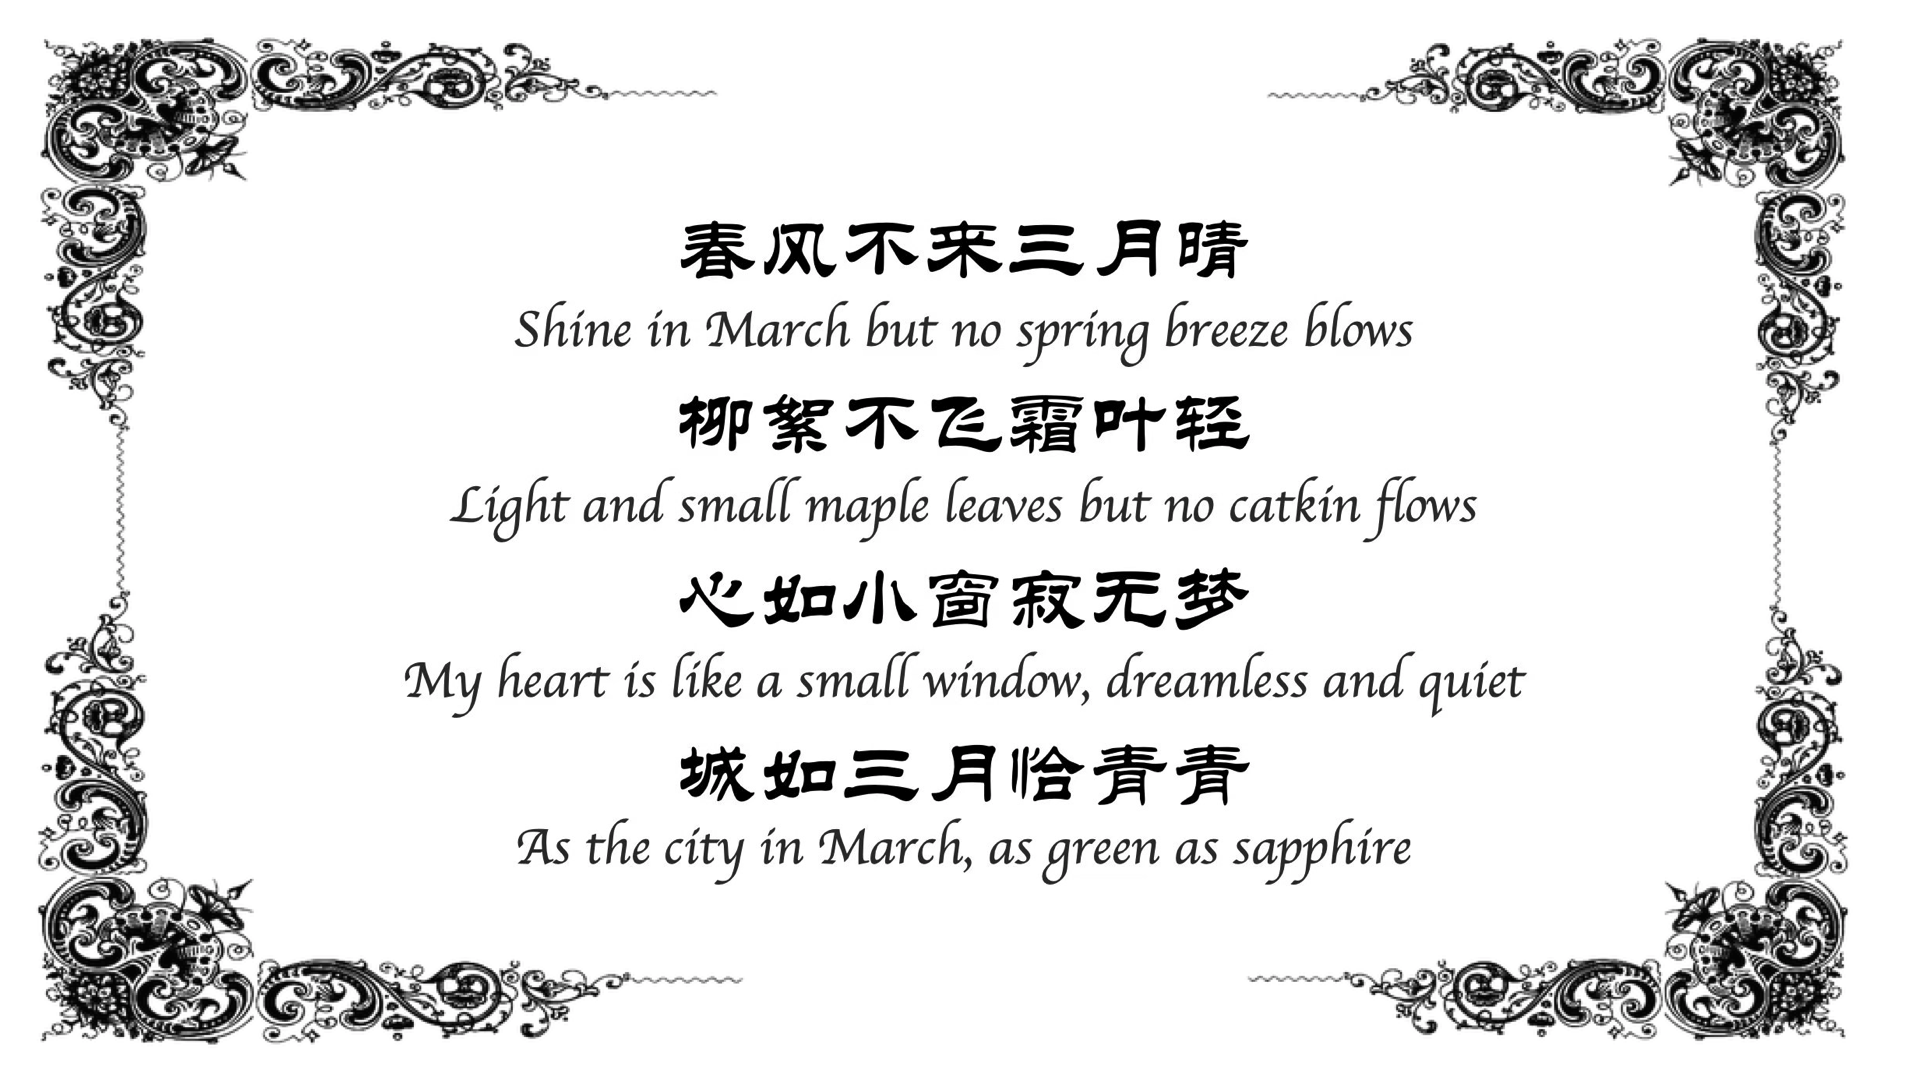 春风不来三月晴
Shine in March but no spring breeze blows
柳絮不飞霜叶轻
Light and small maple leaves but no catkin flows
心如小窗寂无梦
My heart is like a small window, dreamless and quiet
城如三月恰青青
As the city in March, as green as sapphire